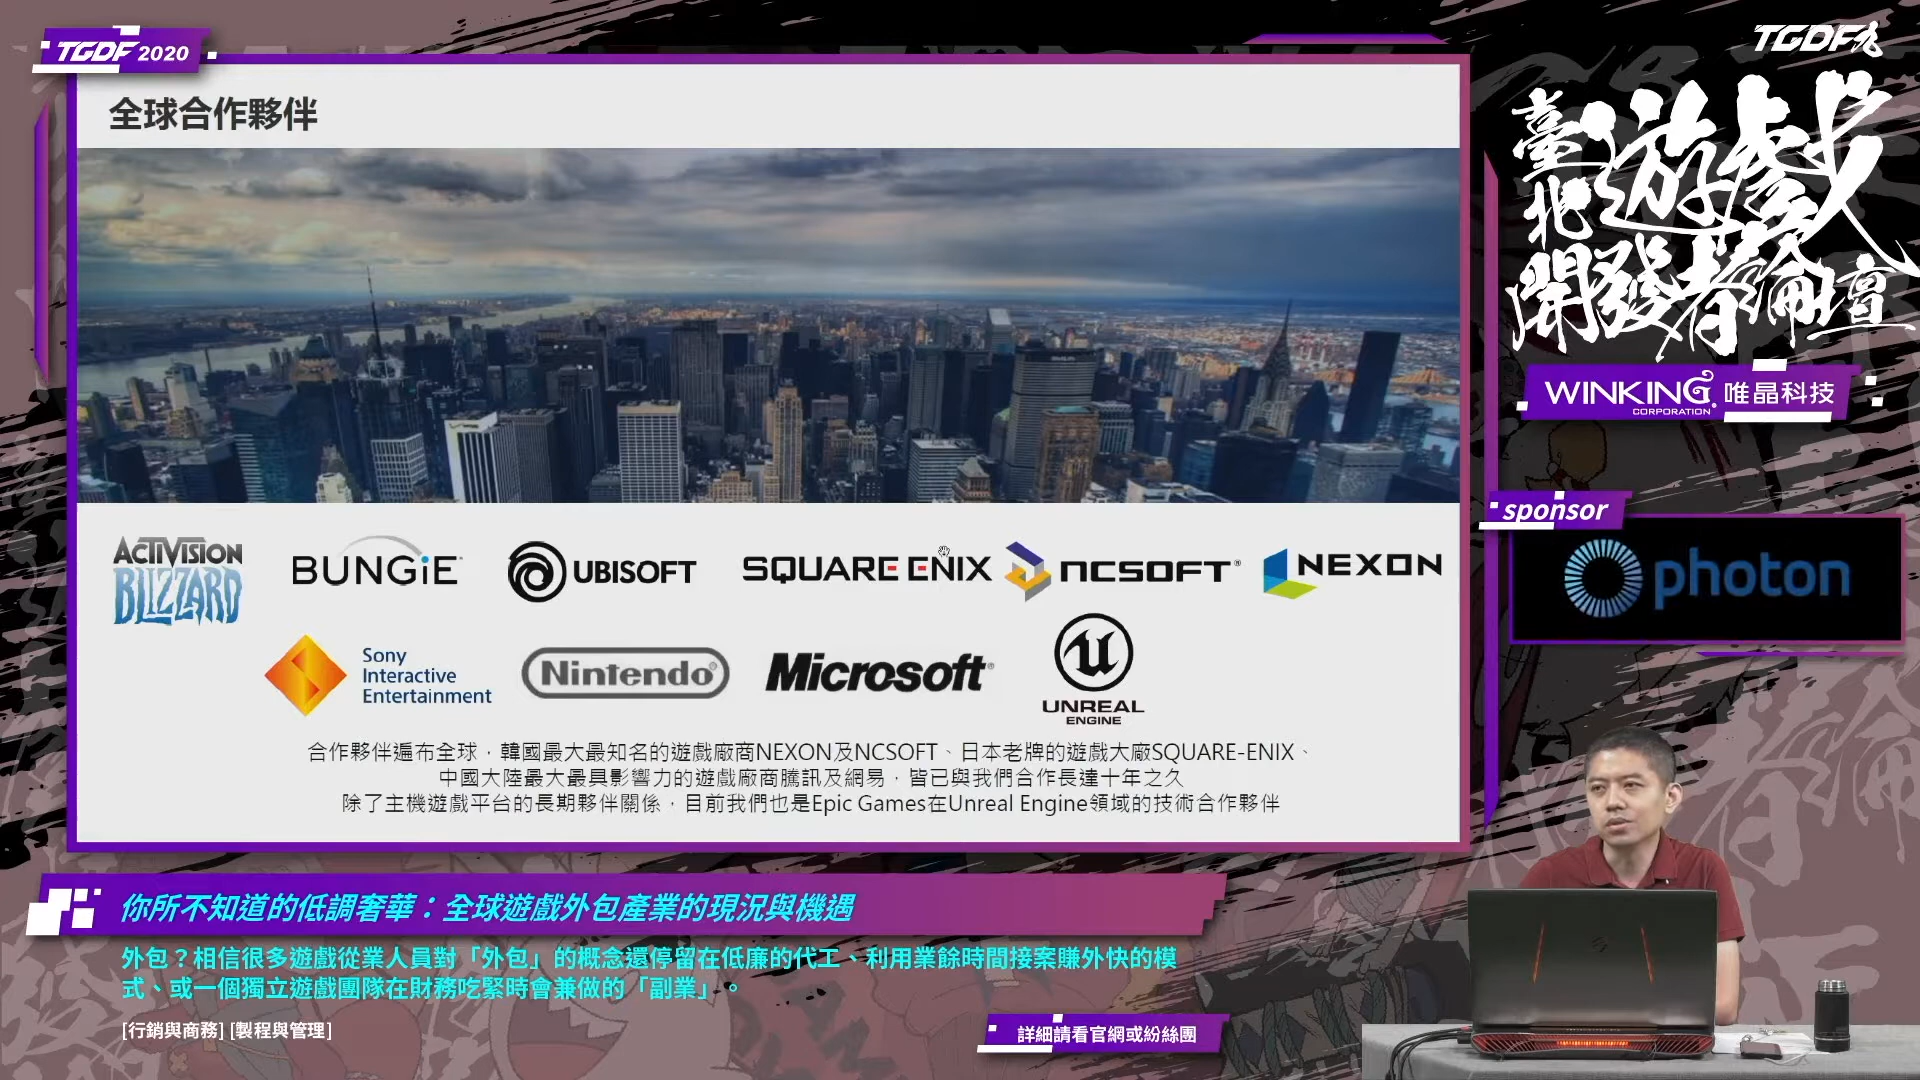 TGDF 2020
全球合作夥伴
ACTIVISION
BLIZZARD
BUNGiE
UBISOFT
SQUARE ENIX
NCSOFT®
NEXON
Sony
Interactive
Entertainment
Nintendo®
Microsoft®
UNREAL
ENGINE
合作夥伴遍布全球，韓國最大最知名的遊戲廠商NEXON及NCSOFT、日本老牌的遊戲大廠SQUARE-ENIX、
中國大陸最大最具影響力的遊戲廠商騰訊及網易，皆已與我們合作長達十年之久
除了主機遊戲平台的長期夥伴關係，目前我們也是Epic Games在Unreal Engine領域的技術合作夥伴
TGDF九
臺北遊戲
開發者論壇
WINKING 唯晶科技
CORPORATION
sponsor
photon
你所不知道的低調奢華：全球遊戲外包產業的現況與機遇
外包？相信很多遊戲從業人員對「外包」的概念還停留在低廉的代工、利用業餘時間接案賺外快的模
式、或一個獨立遊戲團隊在財務吃緊時會兼做的「副業」。
[行銷與商務] [製程與管理]
詳細請看官網或紛絲團